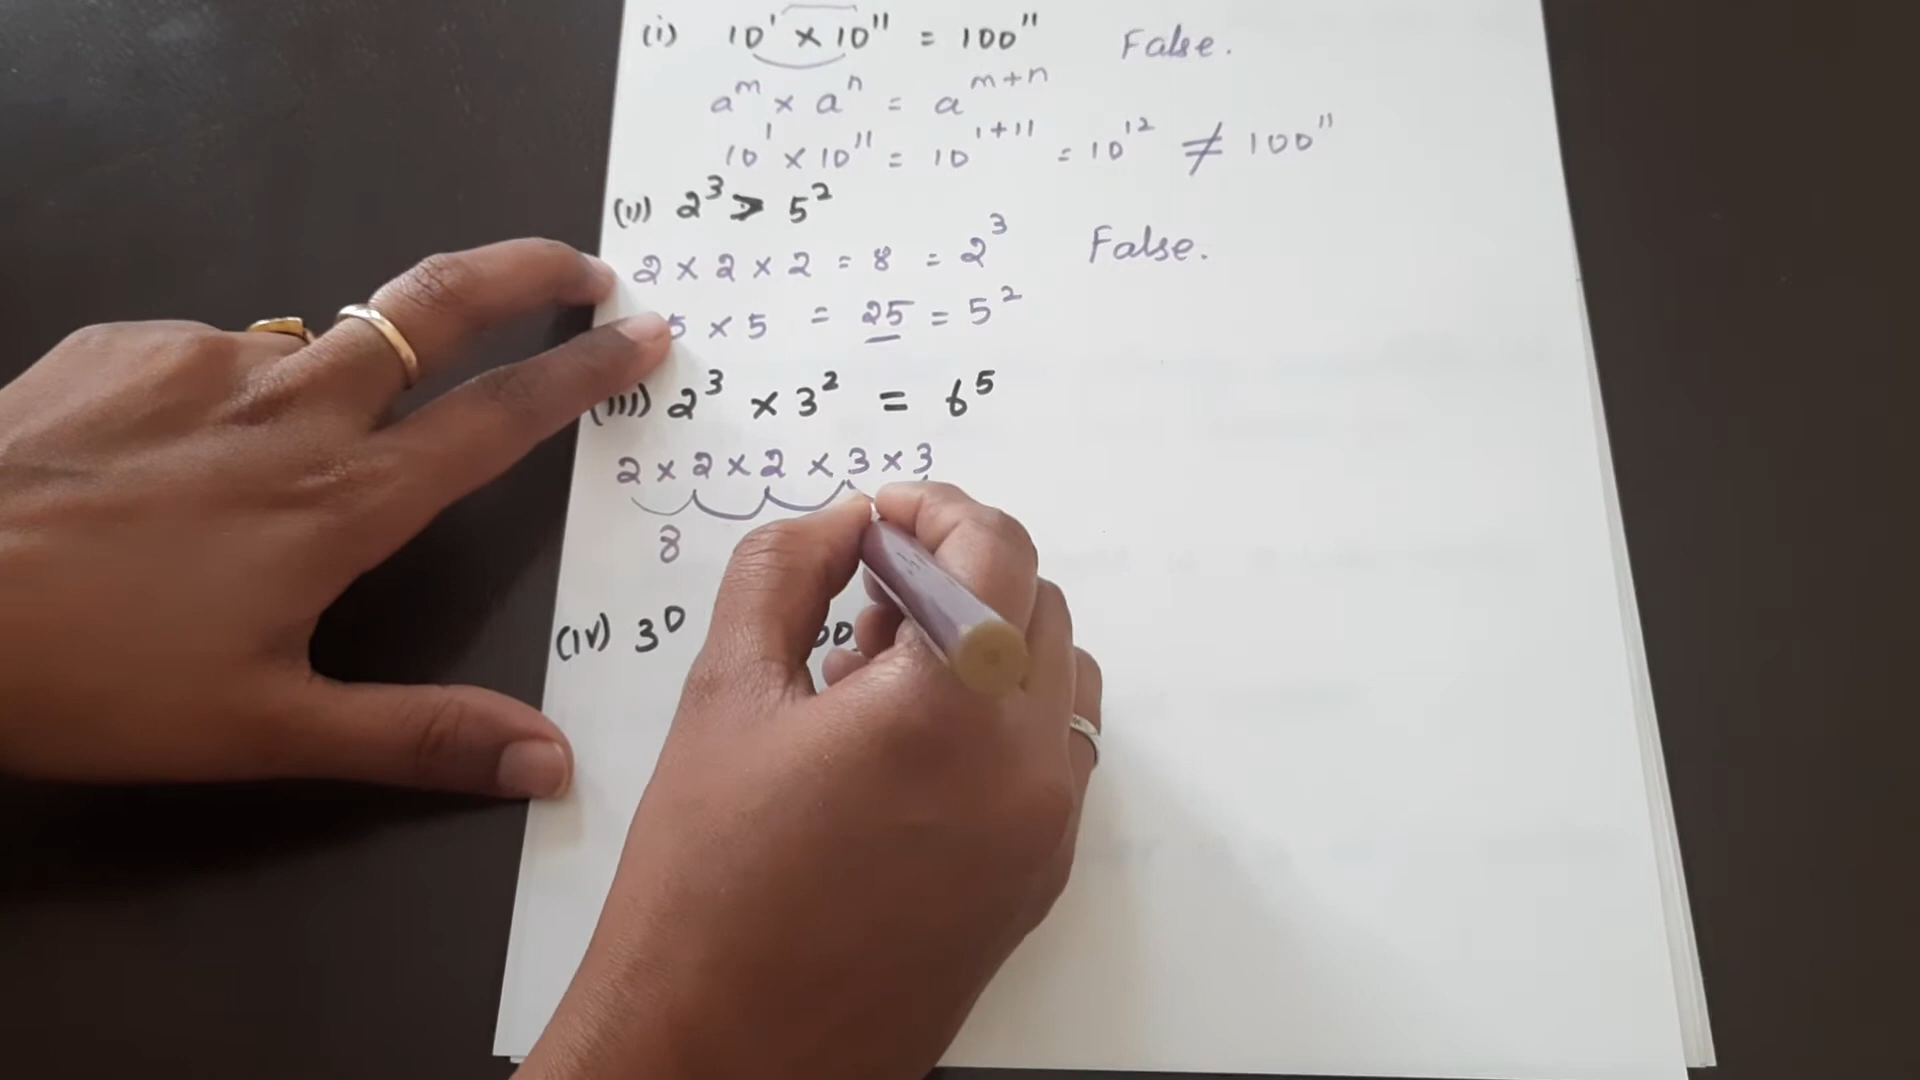 (i) 10¹ × 10¹¹ = 100¹¹ False.
aᵐ × aⁿ = aᵐ⁺ⁿ
10¹ × 10¹¹ = 10¹⁺¹¹ = 10¹² ≠ 100¹¹
(ii) 2³ > 5²
2 × 2 × 2 = 8 = 2³ False.
5 × 5 = 25 = 5²
(iii) 2³ × 3² = 6⁵
2 × 2 × 2 × 3 × 3
8
(iv) 3⁰